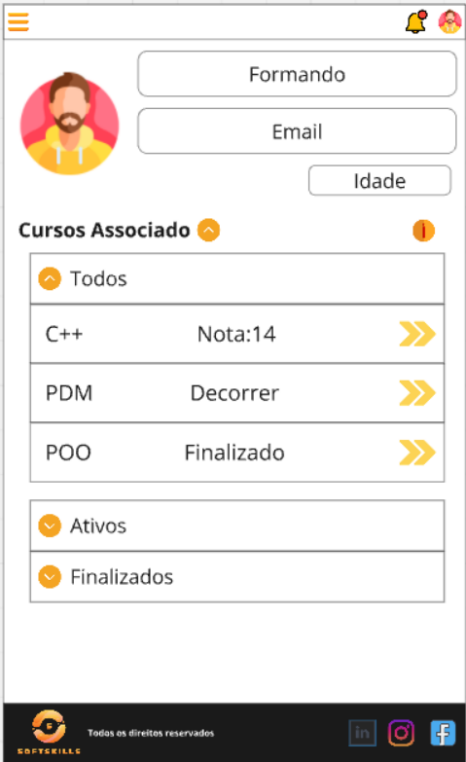 Formando
Email
Idade
Cursos Associado
i
Todos
C++ Nota:14
PDM Decorrer
POO Finalizado
Ativos
Finalizados
SOFTSKILLS
Todos os direitos reservados
in
f